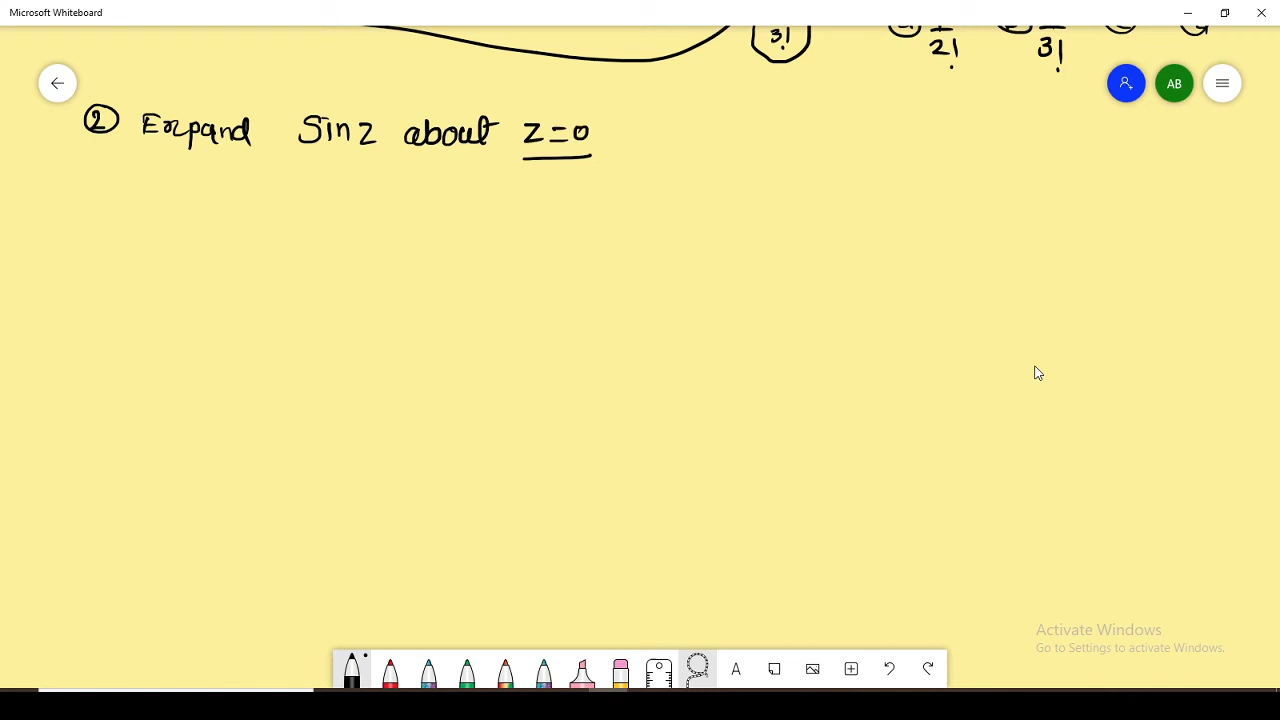 Microsoft Whiteboard
3! 2! 3!
AB
② Expand Sin z about z=0
Activate Windows
Go to Settings to activate Windows.
A